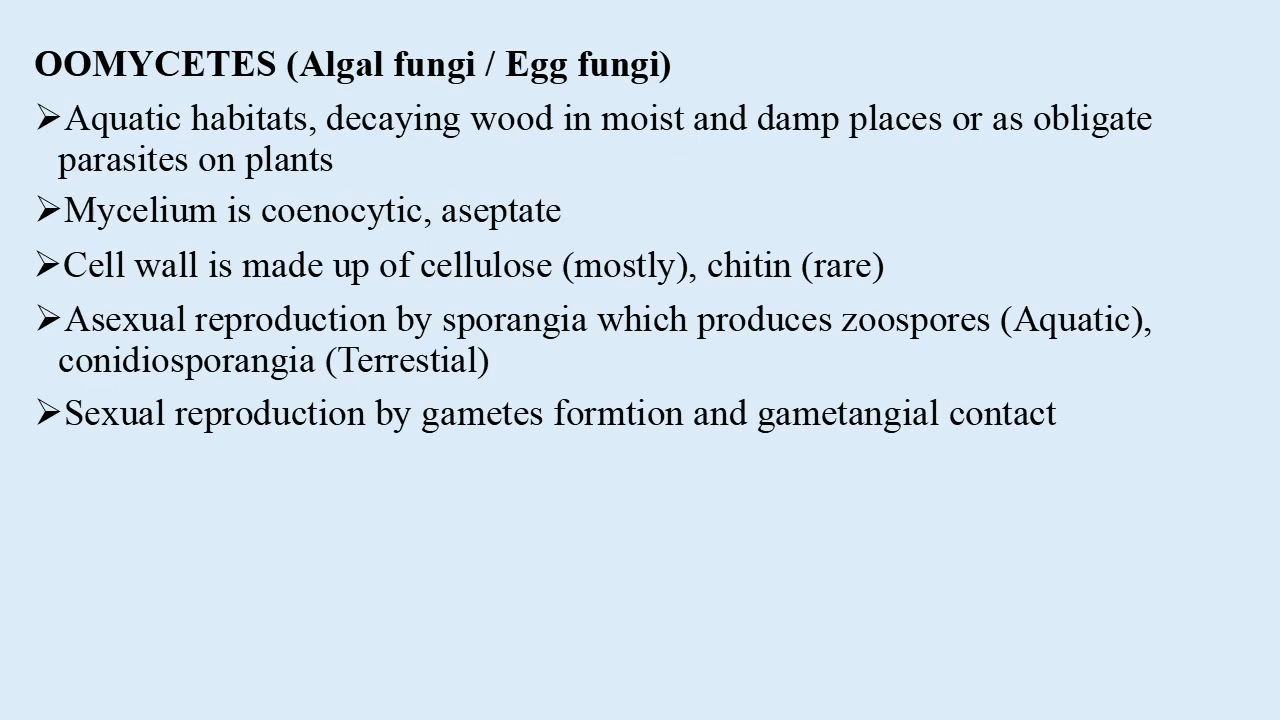 OOMYCETES (Algal fungi / Egg fungi)
➢Aquatic habitats, decaying wood in moist and damp places or as obligate
parasites on plants
➢Mycelium is coenocytic, aseptate
➢Cell wall is made up of cellulose (mostly), chitin (rare)
➢Asexual reproduction by sporangia which produces zoospores (Aquatic),
conidiosporangia (Terrestial)
➢Sexual reproduction by gametes formtion and gametangial contact